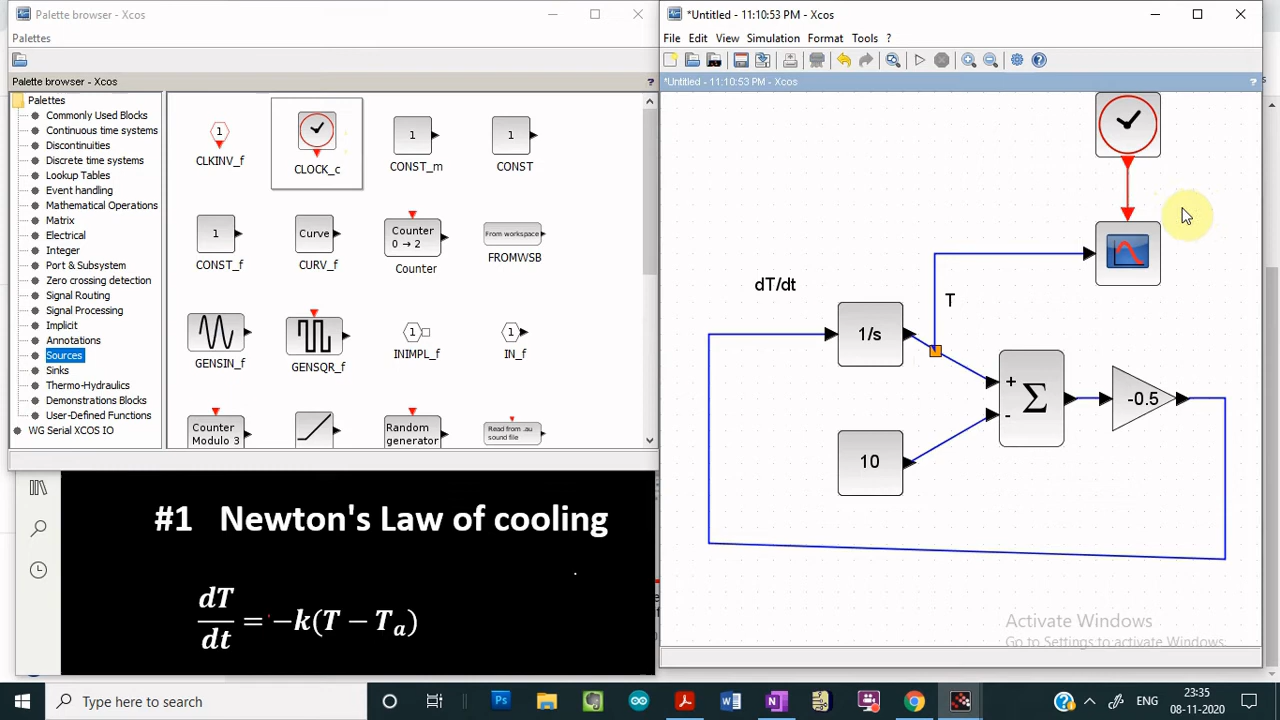 Palette browser - Xcos
Palettes
Palette browser - Xcos
?
Palettes
Commonly Used Blocks
Continuous time systems
Discontinuities
Discrete time systems
Lookup Tables
Event handling
Mathematical Operations
Matrix
Electrical
Integer
Port & Subsystem
Zero crossing detection
Signal Routing
Signal Processing
Implicit
Annotations
Sources
Sinks
Thermo-Hydraulics
Demonstrations Blocks
User-Defined Functions
WG Serial XCOS IO
1
1
1
CLKINV_f
CLOCK_c
CONST_m
CONST
1
Curve
Counter
0 → 2
From workspace
CONST_f
CURV_f
Counter
FROMWSB
1
1
GENSIN_f
GENSQR_f
INIMPL_f
IN_f
Counter
Modulo 3
Random
generator
Read from .au
sound file
#1 Newton's Law of cooling
dT/dt = -k(T - Ta)
*Untitled - 11:10:53 PM - Xcos
File Edit View Simulation Format Tools ?
*Untitled - 11:10:53 PM - Xcos
?
dT/dt
T
1/s
+
-
Σ
-0.5
10
Activate Windows
Go to Settings to activate Windows.
Type here to search
ENG
23:35
08-11-2020